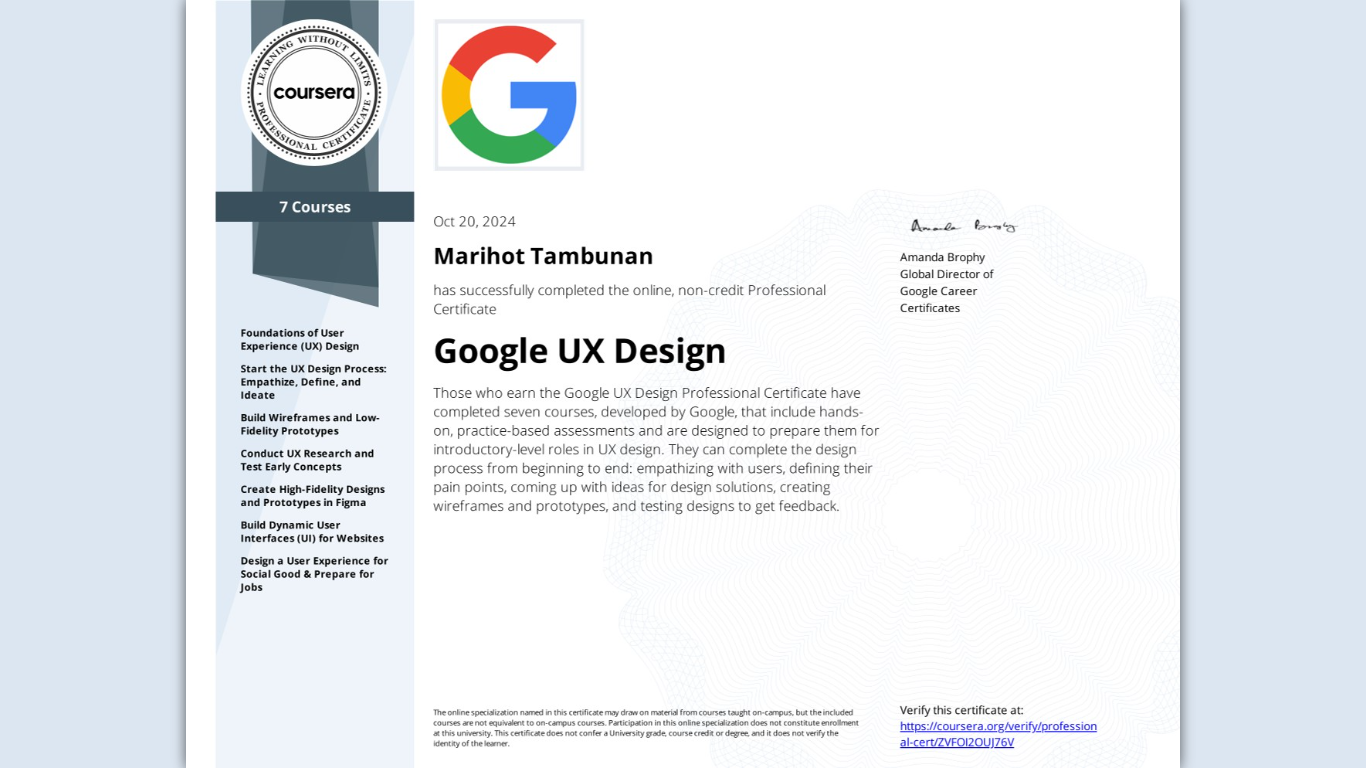 LEARNING WITHOUT LIMITS
coursera
PROFESSIONAL CERTIFICATE
7 Courses
Foundations of User
Experience (UX) Design
Start the UX Design Process:
Empathize, Define, and
Ideate
Build Wireframes and Low-
Fidelity Prototypes
Conduct UX Research and
Test Early Concepts
Create High-Fidelity Designs
and Prototypes in Figma
Build Dynamic User
Interfaces (UI) for Websites
Design a User Experience for
Social Good & Prepare for
Jobs
G
Oct 20, 2024
Marihot Tambunan
has successfully completed the online, non-credit Professional
Certificate
Google UX Design
Those who earn the Google UX Design Professional Certificate have
completed seven courses, developed by Google, that include hands-
on, practice-based assessments and are designed to prepare them for
introductory-level roles in UX design. They can complete the design
process from beginning to end: empathizing with users, defining their
pain points, coming up with ideas for design solutions, creating
wireframes and prototypes, and testing designs to get feedback.
Amanda Brophy
Amanda Brophy
Global Director of
Google Career
Certificates
The online specialization named in this certificate may draw on material from courses taught on-campus, but the included
courses are not equivalent to on-campus courses. Participation in this online specialization does not constitute enrollment
at this university. This certificate does not confer a University grade, course credit or degree, and it does not verify the
identity of the learner.
Verify this certificate at:
https://coursera.org/verify/profession
al-cert/ZVFOI2OUJ76V